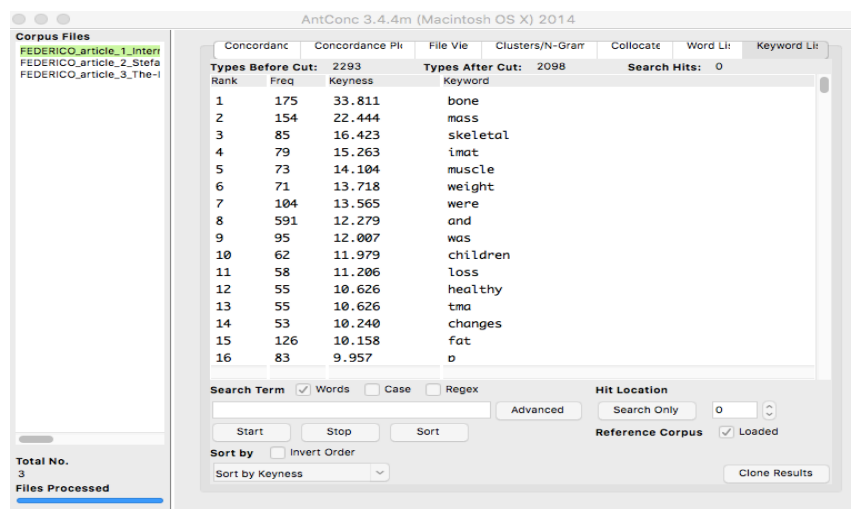 AntConc 3.4.4m (Macintosh OS X) 2014
Corpus Files
FEDERICO_article_1_Interr
FEDERICO_article_2_Stefa
FEDERICO_article_3_The-I
Concordanc Concordance Plo File Vie Clusters/N-Gram Collocate Word Lis Keyword Lis
Types Before Cut: 2293 Types After Cut: 2098 Search Hits: 0
Rank Freq Keyness Keyword
1 175 33.811 bone
2 154 22.444 mass
3 85 16.423 skeletal
4 79 15.263 imat
5 73 14.104 muscle
6 71 13.718 weight
7 104 13.565 were
8 591 12.279 and
9 95 12.007 was
10 62 11.979 children
11 58 11.206 loss
12 55 10.626 healthy
13 55 10.626 tma
14 53 10.240 changes
15 126 10.158 fat
16 83 9.957 p
Search Term Words Case Regex Hit Location
Advanced Search Only 0
Start Stop Sort Reference Corpus Loaded
Sort by Invert Order
Sort by Keyness Clone Results
Total No.
3
Files Processed